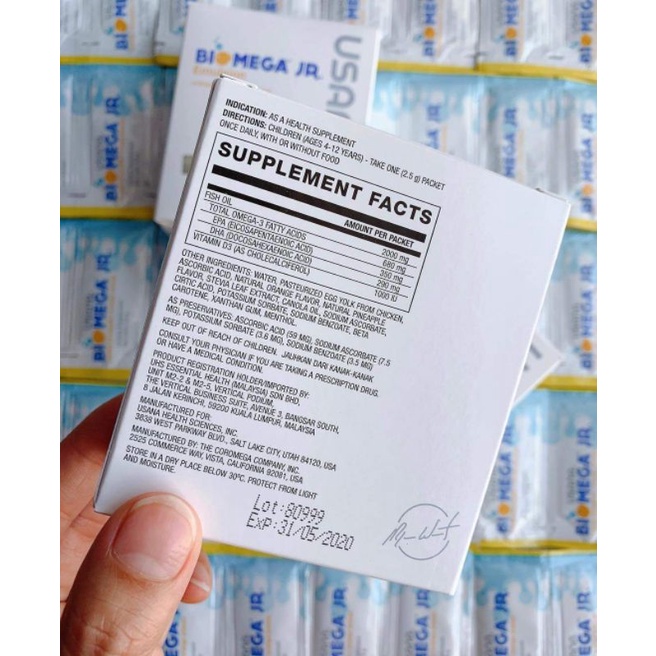 BIOMEGA JR
USANA
INDICATION: AS A HEALTH SUPPLEMENT
DIRECTIONS: CHILDREN (AGES 4-12 YEARS) - TAKE ONE (2.5 g) PACKET
ONCE DAILY, WITH OR WITHOUT FOOD
SUPPLEMENT FACTS
AMOUNT PER PACKET
FISH OIL 2000 mg
TOTAL OMEGA-3 FATTY ACIDS 680 mg
EPA (EICOSAPENTAENOIC ACID) 350 mg
DHA (DOCOSAHEXAENOIC ACID) 290 mg
VITAMIN D3 (AS CHOLECALCIFEROL) 1000 IU
OTHER INGREDIENTS: WATER, PASTEURIZED EGG YOLK FROM CHICKEN,
ASCORBIC ACID, NATURAL ORANGE FLAVOR, NATURAL PINEAPPLE
FLAVOR, STEVIA LEAF EXTRACT, CANOLA OIL, SODIUM ASCORBATE,
CIRTIC ACID, POTASSIUM SORBATE, SODIUM BENZOATE, BETA
CAROTENE, XANTHAN GUM, MENTHOL.
AS PRESERVATIVES: ASCORBIC ACID (59 MG), SODIUM ASCORBATE (7.5
MG), POTASSIUM SORBATE (3.6 MG), SODIUM BENZOATE (3.5 MG)
KEEP OUT OF REACH OF CHILDREN. JAUHKAN DARI KANAK-KANAK
CONSULT YOUR PHYSICIAN IF YOU ARE TAKING A PRESCRIPTION DRUG,
OR HAVE A MEDICAL CONDITION.
PRODUCT REGISTRATION HOLDER/IMPORTED BY:
UHS ESSENTIAL HEALTH (MALAYSIA) SDN BHD,
UNIT M2-2 & M2-5, VERTICAL PODIUM,
THE VERTICAL BUSINESS SUITE, AVENUE 3, BANGSAR SOUTH,
8 JALAN KERINCHI, 59200 KUALA LUMPUR, MALAYSIA
MANUFACTURED FOR:
USANA HEALTH SCIENCES, INC.
3838 WEST PARKWAY BLVD., SALT LAKE CITY, UTAH 84120, USA
MANUFACTURED BY: THE COROMEGA COMPANY, INC.
2525 COMMERCE WAY, VISTA, CALIFORNIA 92081, USA
STORE IN A DRY PLACE BELOW 30ºC. PROTECT FROM LIGHT
AND MOISTURE.
Lot:80999
EXP:31/05/2020